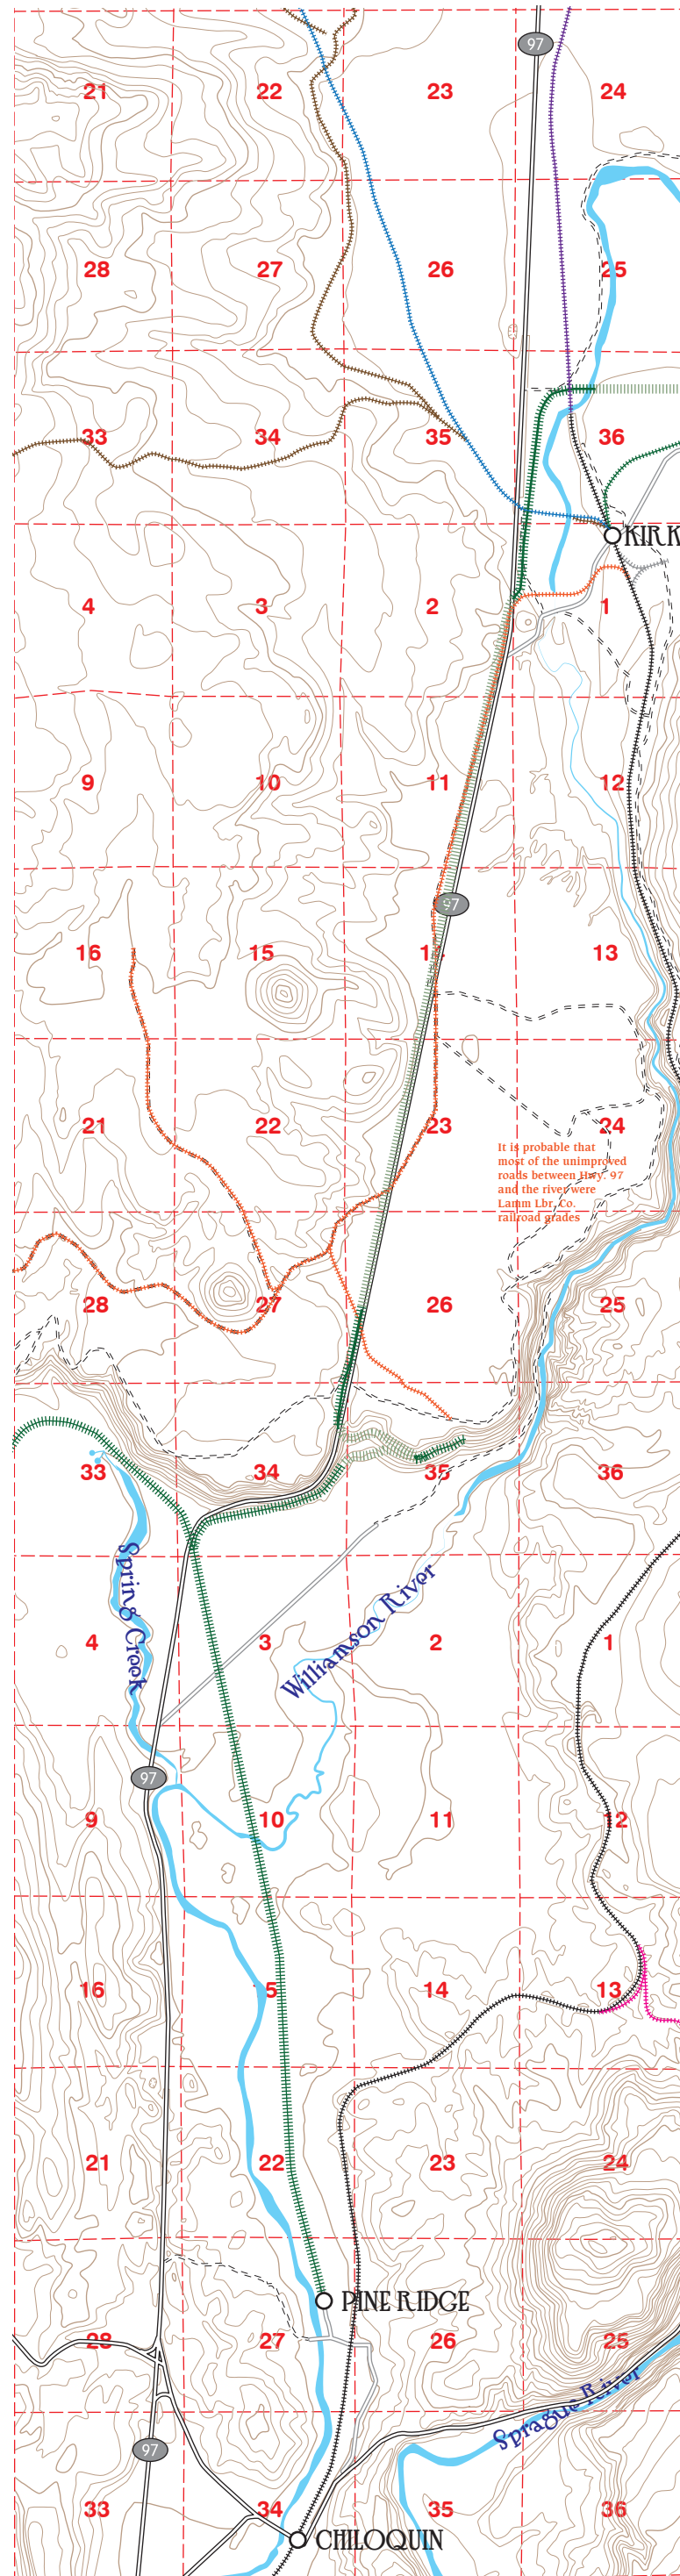 97
21 22 23 24
28 27 26 25
33 34 35 36
KIRK
4 3 2 1
9 10 11 12
97
16 15 14 13
21 22 23 24
It is probable that
most of the unimproved
roads between Hwy. 97
and the river were
Lamm Lbr. Co.
railroad grades
28 27 26 25
33 34 35 36
Spring Creek
Williamson River
4 3 2 1
97
9 10 11 12
16 15 14 13
21 22 23 24
PINE RIDGE
28 27 26 25
Sprague River
97
33 34 35 36
CHILOQUIN